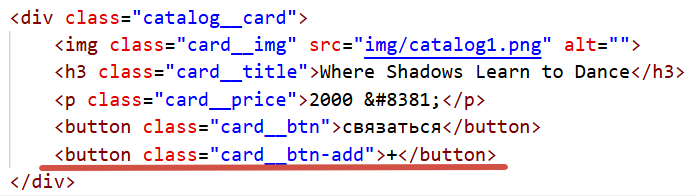 <div class="catalog__card">
<img class="card__img" src="img/catalog1.png" alt="">
<h3 class="card__title">Where Shadows Learn to Dance</h3>
<p class="card__price">2000 &#8381;</p>
<button class="card__btn">связаться</button>
<button class="card__btn-add">+</button>
</div>